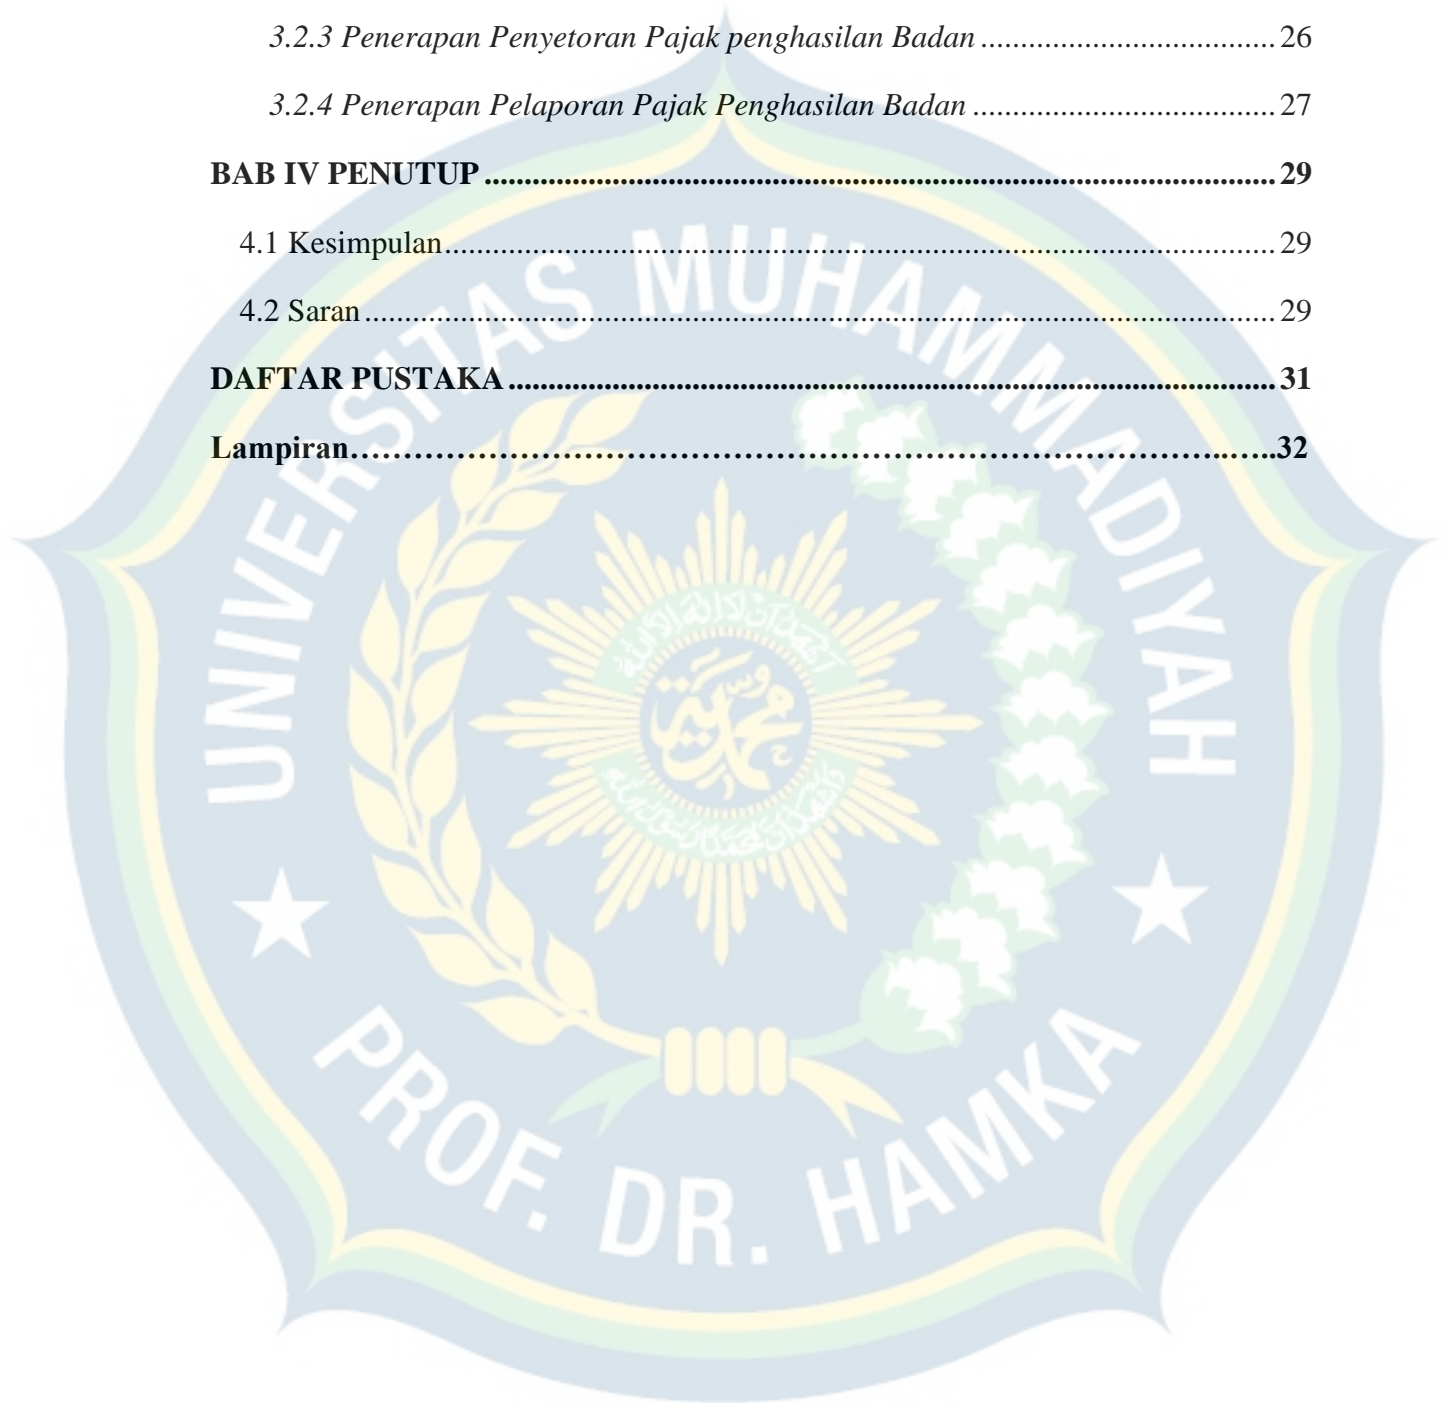 3.2.3 Penerapan Penyetoran Pajak penghasilan Badan ..................................... 26
3.2.4 Penerapan Pelaporan Pajak Penghasilan Badan ...................................... 27
BAB IV PENUTUP ..................................................................................................... 29
4.1 Kesimpulan ......................................................................................................... 29
4.2 Saran ................................................................................................................... 29
DAFTAR PUSTAKA .................................................................................................. 31
Lampiran…………………………………………………………………………..…..32
UNIVERSITAS MUHAMMADIYAH
محمدية
PROF. DR. HAMKA